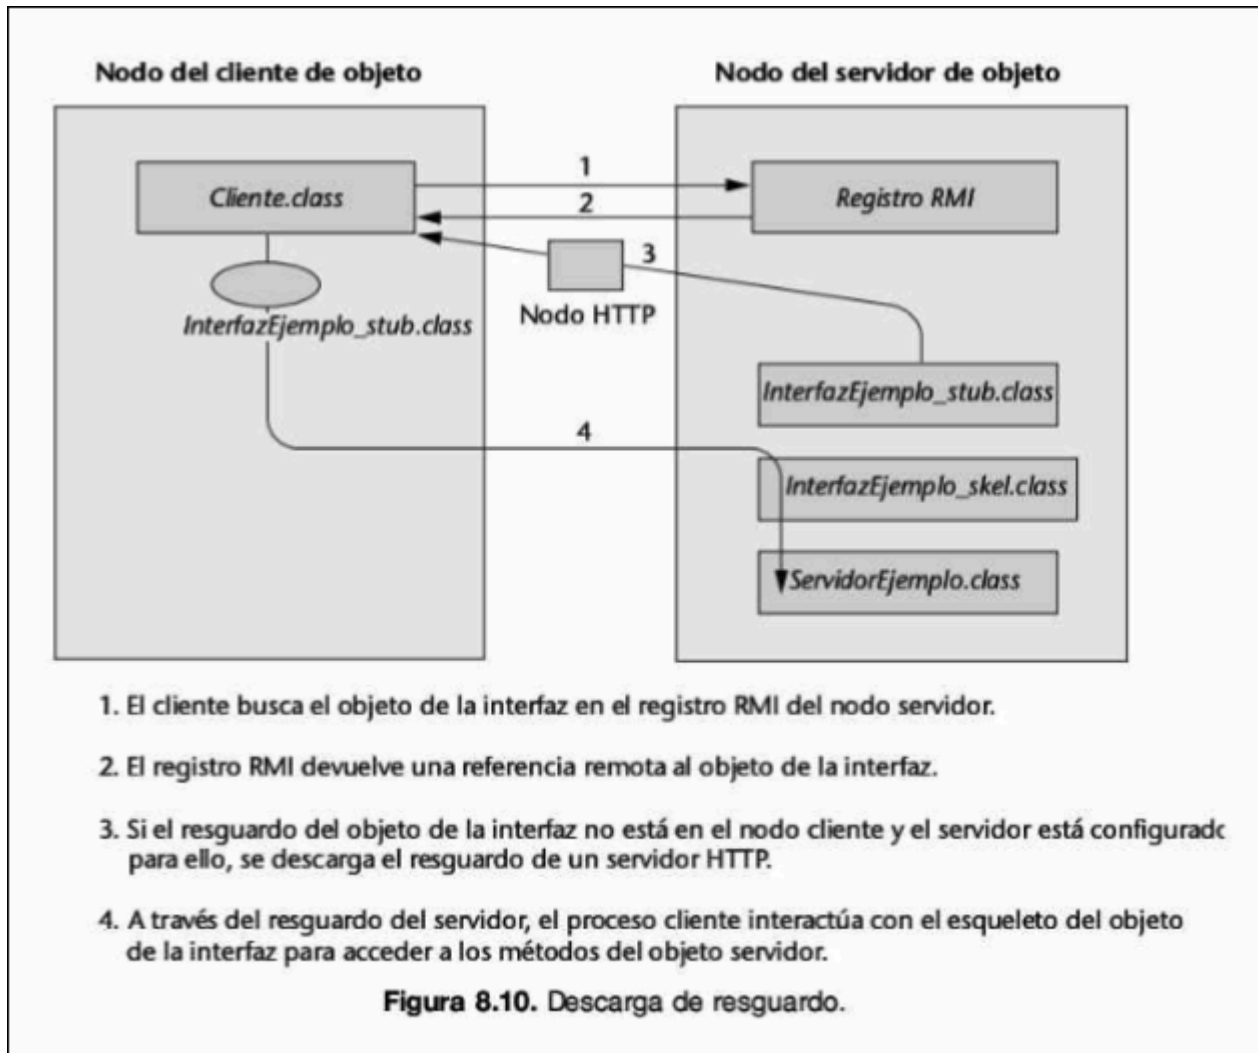 Nodo del cliente de objeto
Nodo del servidor de objeto
Cliente.class
1
Registro RMI
2
3
InterfazEjemplo_stub.class
Nodo HTTP
InterfazEjemplo_stub.class
4
InterfazEjemplo_skel.class
ServidorEjemplo.class
1. El cliente busca el objeto de la interfaz en el registro RMI del nodo servidor.
2. El registro RMI devuelve una referencia remota al objeto de la interfaz.
3. Si el resguardo del objeto de la interfaz no está en el nodo cliente y el servidor está configurado
para ello, se descarga el resguardo de un servidor HTTP.
4. A través del resguardo del servidor, el proceso cliente interactúa con el esqueleto del objeto
de la interfaz para acceder a los métodos del objeto servidor.
Figura 8.10. Descarga de resguardo.